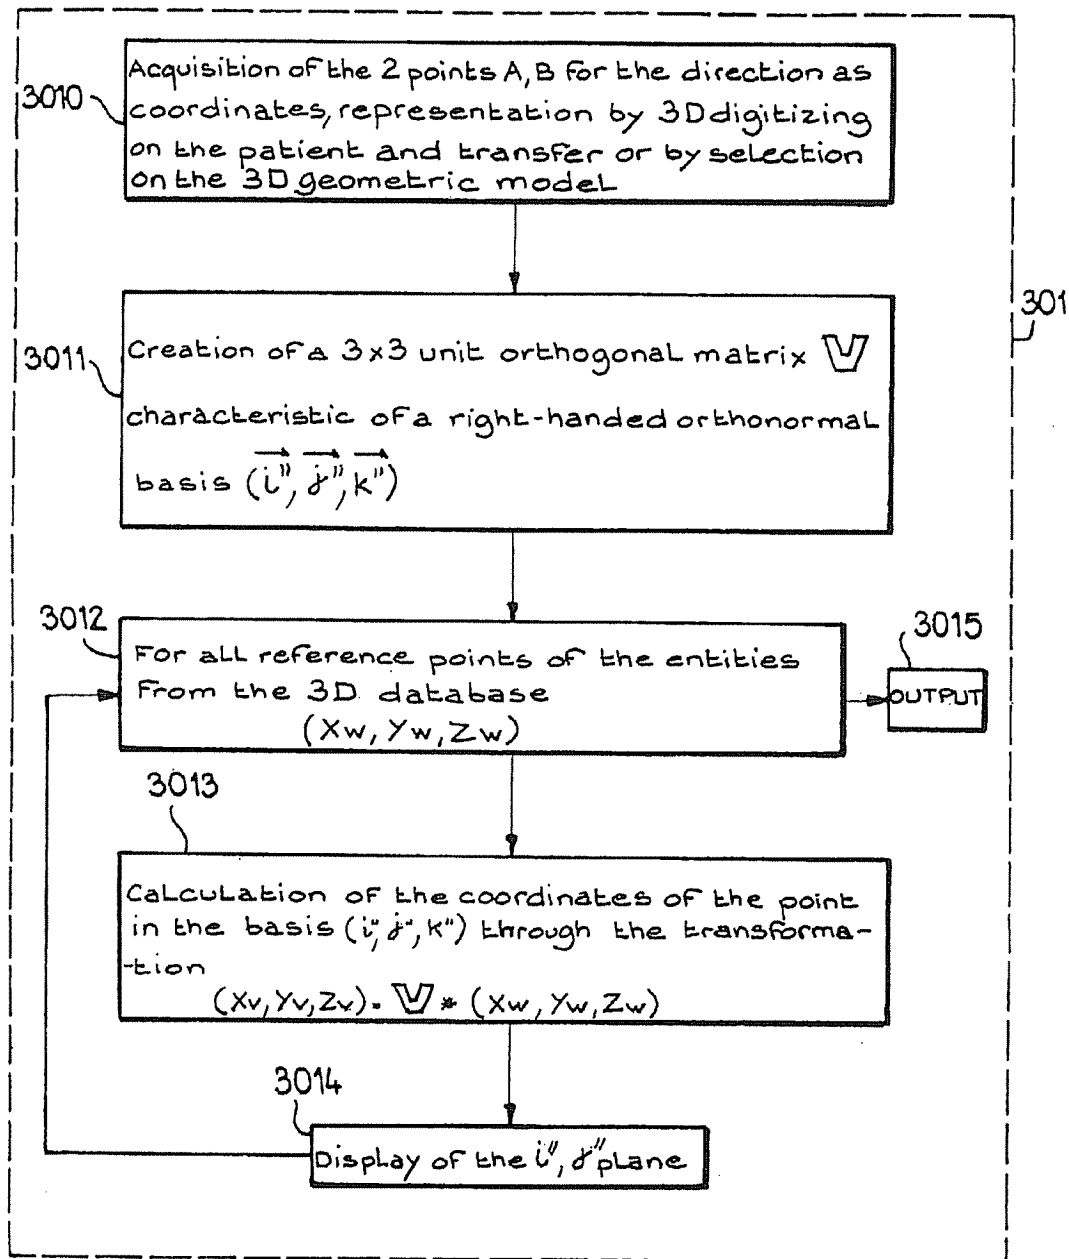 3010
Acquisition of the 2 points A, B for the direction as
coordinates, representation by 3D digitizing
on the patient and transfer or by selection
on the 3D geometric model
301
3011
Creation of a 3x3 unit orthogonal matrix V
characteristic of a right-handed orthonormal
basis (i", j", k")
3012
For all reference points of the entities
From the 3D database
(Xw, Yw, Zw)
3015
OUTPUT
3013
Calculation of the coordinates of the point
in the basis (i", j", k") through the transforma-
-tion
(Xv, Yv, Zv) = V * (Xw, Yw, Zw)
3014
Display of the i", j" plane